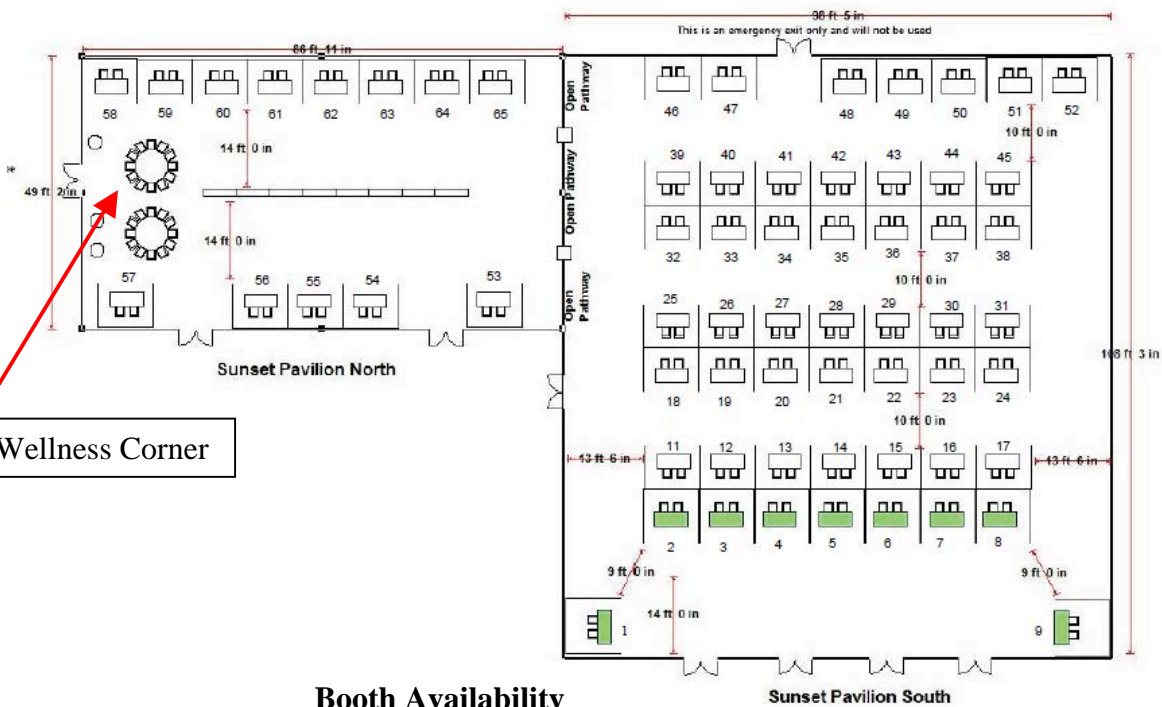 98 ft 5 in
This is an emergency exit only and will not be used
86 ft 11 in
Open Pathway
58 59 60 61 62 63 64 65
46 47 48 49 50 51 52
10 ft 0 in
14 ft 0 in
39 40 41 42 43 44 45
49 ft 2 in
Open Pathway
14 ft 0 in
32 33 34 35 36 37 38
10 ft 0 in
57 56 55 54 53
Open Pathway
25 26 27 28 29 30 31
Sunset Pavilion North
18 19 20 21 22 23 24
10 ft 0 in
Wellness Corner
11 12 13 14 15 16 17
13 ft 6 in
13 ft 6 in
2 3 4 5 6 7 8
9 ft 0 in
9 ft 0 in
14 ft 0 in
1
9
Booth Availability
Sunset Pavilion South